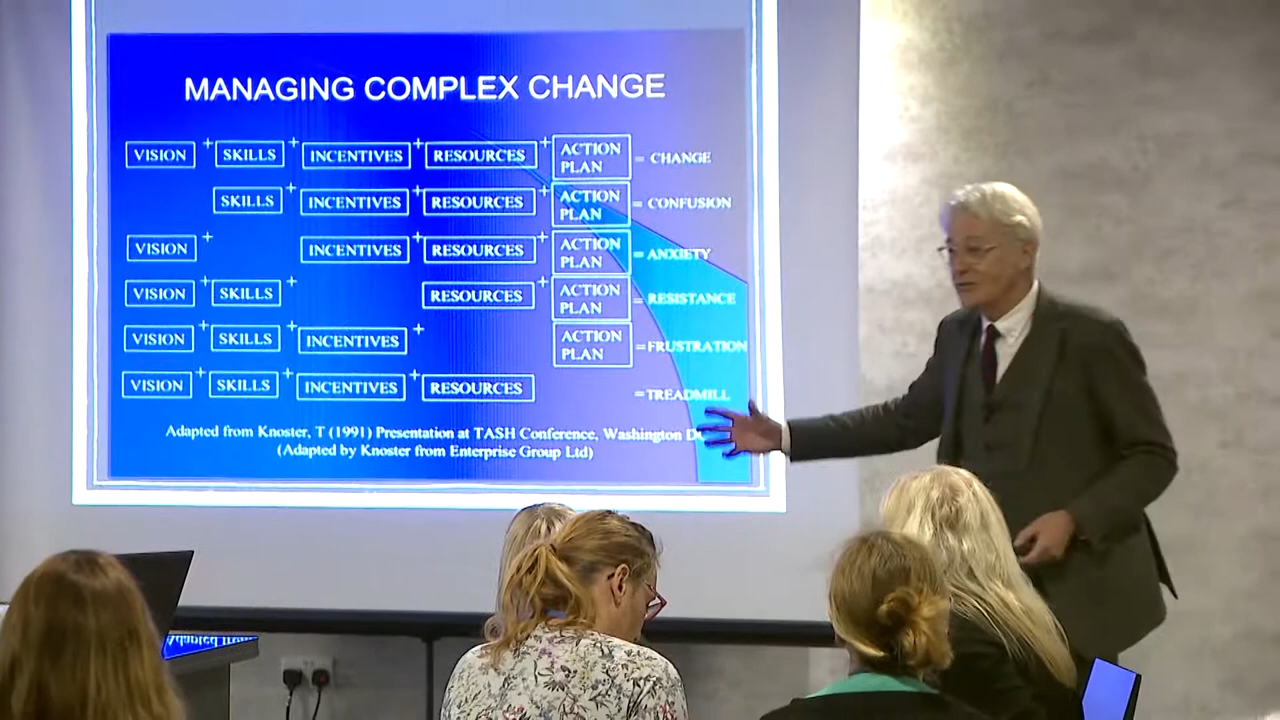 MANAGING COMPLEX CHANGE
VISION + SKILLS + INCENTIVES + RESOURCES + ACTION PLAN = CHANGE
SKILLS + INCENTIVES + RESOURCES + ACTION PLAN = CONFUSION
VISION + INCENTIVES + RESOURCES + ACTION PLAN = ANXIETY
VISION + SKILLS + RESOURCES + ACTION PLAN = RESISTANCE
VISION + SKILLS + INCENTIVES + ACTION PLAN = FRUSTRATION
VISION + SKILLS + INCENTIVES + RESOURCES = TREADMILL
Adapted from Knoster, T (1991) Presentation at TASH Conference, Washington
(Adapted by Knoster from Enterprise Group Ltd)